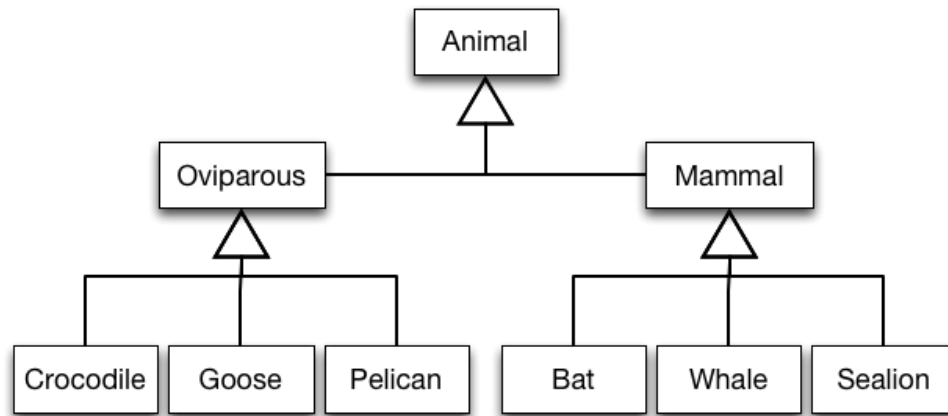 Animal
Oviparous
Mammal
Crocodile
Goose
Pelican
Bat
Whale
Sealion